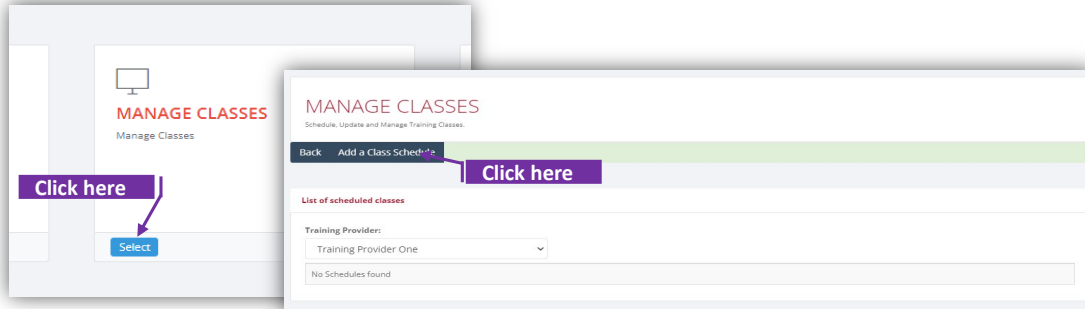 MANAGE CLASSES
Manage Classes
Click here
Select
MANAGE CLASSES
Schedule, Update and Manage Training Classes.
Back Add a Class Schedule
Click here
List of scheduled classes
Training Provider:
Training Provider One
No Schedules found